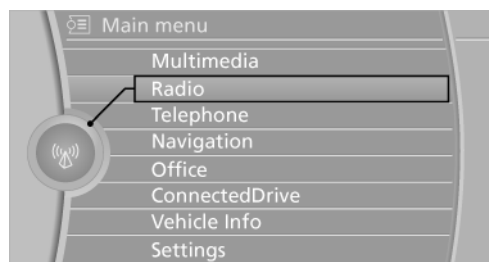 Main menu
Multimedia
Radio
Telephone
Navigation
Office
ConnectedDrive
Vehicle Info
Settings